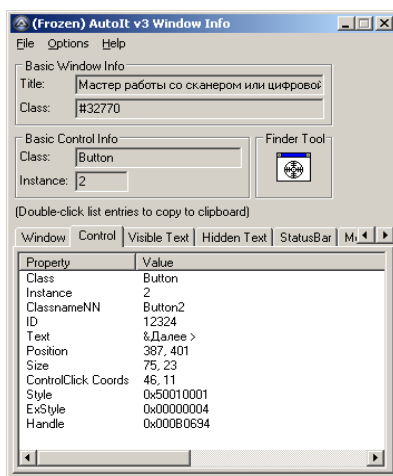 (Frozen) AutoIt v3 Window Info
File Options Help
Basic Window Info
Title: Мастер работы со сканером или цифровой
Class: #32770
Basic Control Info
Class: Button
Instance: 2
Finder Tool
(Double-click list entries to copy to clipboard)
Window Control Visible Text Hidden Text StatusBar
Property Value
Class Button
Instance 2
ClassnameNN Button2
ID 12324
Text &Далее >
Position 387, 401
Size 75, 23
ControlClick Coords 46, 11
Style 0x50010001
ExStyle 0x00000004
Handle 0x000B0694